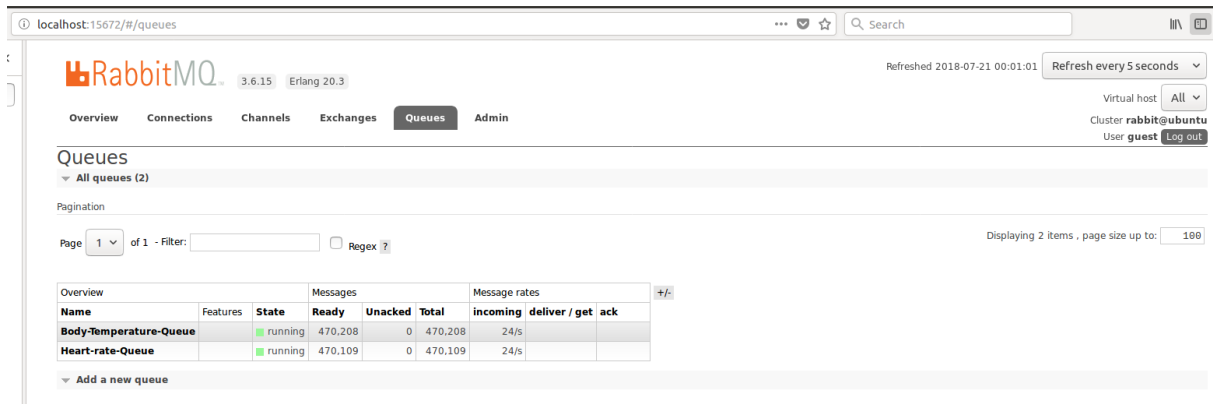 localhost:15672/#/queues
Search
RabbitMQ 3.6.15 Erlang 20.3
Refreshed 2018-07-21 00:01:01 Refresh every 5 seconds
Virtual host All
Cluster rabbit@ubuntu
User guest Log out
Overview Connections Channels Exchanges Queues Admin
Queues
All queues (2)
Pagination
Page 1 of 1 - Filter: Regex ?
Displaying 2 items , page size up to: 100
Overview Messages Message rates +/-
Name Features State Ready Unacked Total incoming deliver / get ack
Body-Temperature-Queue running 470,208 0 470,208 24/s
Heart-rate-Queue running 470,109 0 470,109 24/s
Add a new queue